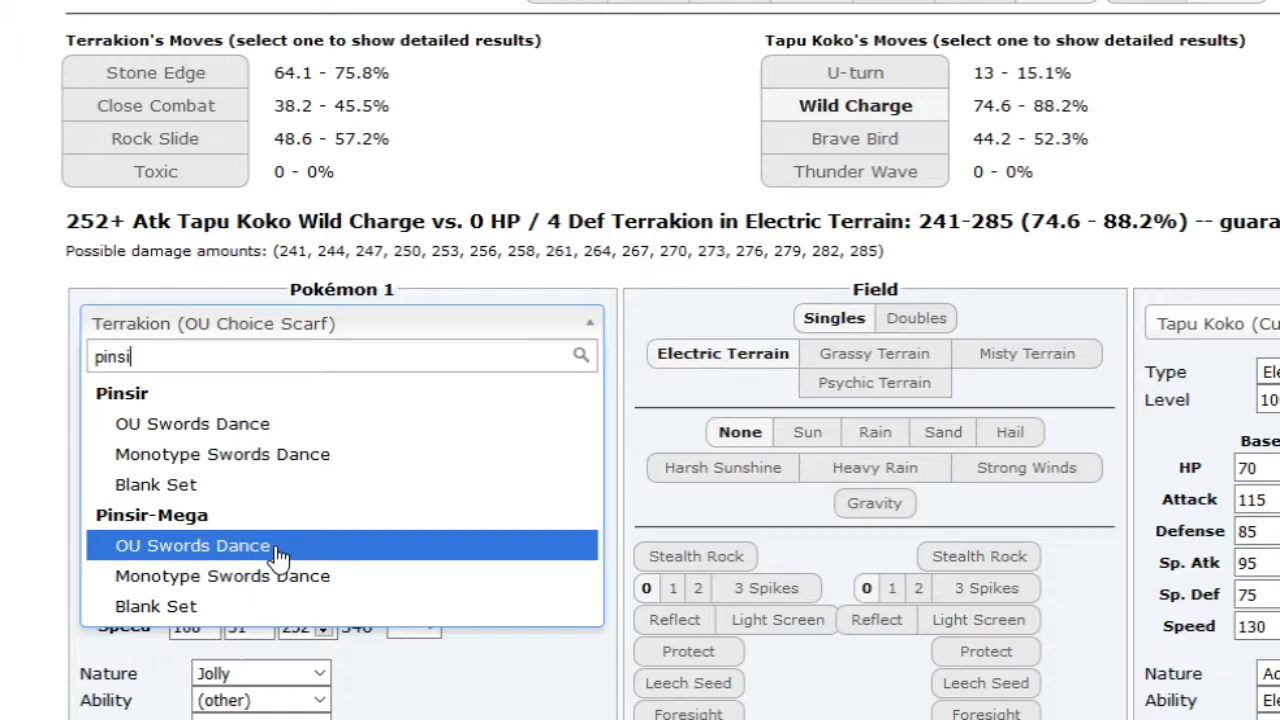 Terrakion's Moves (select one to show detailed results)
Stone Edge 64.1 - 75.8%
Close Combat 38.2 - 45.5%
Rock Slide 48.6 - 57.2%
Toxic 0 - 0%
Tapu Koko's Moves (select one to show detailed results)
U-turn 13 - 15.1%
Wild Charge 74.6 - 88.2%
Brave Bird 44.2 - 52.3%
Thunder Wave 0 - 0%
252+ Atk Tapu Koko Wild Charge vs. 0 HP / 4 Def Terrakion in Electric Terrain: 241-285 (74.6 - 88.2%) -- guara
Possible damage amounts: (241, 244, 247, 250, 253, 256, 258, 261, 264, 267, 270, 273, 276, 279, 282, 285)
Pokémon 1
Terrakion (OU Choice Scarf)
pinsi
Pinsir
OU Swords Dance
Monotype Swords Dance
Blank Set
Pinsir-Mega
OU Swords Dance
Monotype Swords Dance
Blank Set
Speed 108 31 252 346
Nature Jolly
Ability (other)
Field
Singles Doubles
Electric Terrain Grassy Terrain Misty Terrain
Psychic Terrain
None Sun Rain Sand Hail
Harsh Sunshine Heavy Rain Strong Winds
Gravity
Stealth Rock Stealth Rock
0 1 2 3 Spikes 0 1 2 3 Spikes
Reflect Light Screen Reflect Light Screen
Protect Protect
Leech Seed Leech Seed
Foresight Foresight
Tapu Koko (Cu
Type Ele
Level 10
Base
HP 70
Attack 115
Defense 85
Sp. Atk 95
Sp. Def 75
Speed 130
Nature Ad
Ability Ele